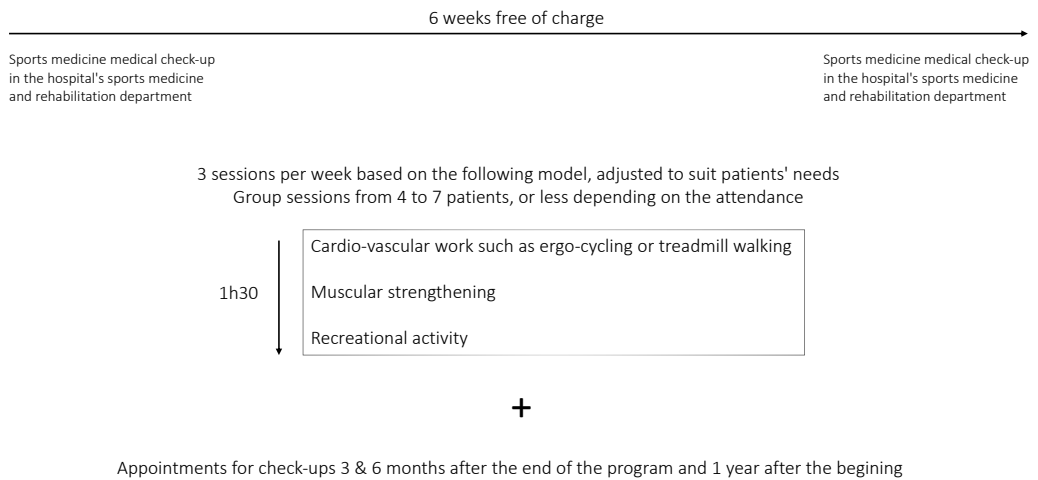 6 weeks free of charge
Sports medicine medical check-up
in the hospital's sports medicine
and rehabilitation department
Sports medicine medical check-up
in the hospital's sports medicine
and rehabilitation department
3 sessions per week based on the following model, adjusted to suit patients' needs
Group sessions from 4 to 7 patients, or less depending on the attendance
1h30
Cardio-vascular work such as ergo-cycling or treadmill walking
Muscular strengthening
Recreational activity
+
Appointments for check-ups 3 & 6 months after the end of the program and 1 year after the begining